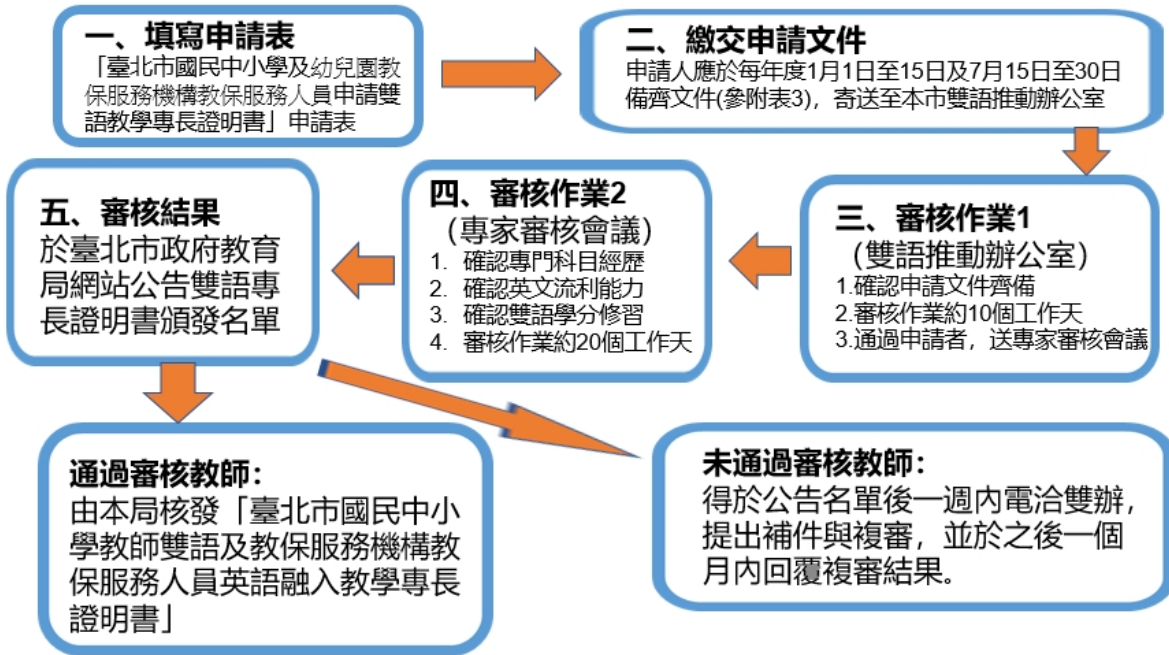 一、填寫申請表
「臺北市國民中小學及幼兒園教
保服務機構教保服務人員申請雙
語教學專長證明書」申請表
二、繳交申請文件
申請人應於每年度1月1日至15日及7月15日至30日
備齊文件(參附表3)，寄送至本市雙語推動辦公室
三、審核作業1
（雙語推動辦公室）
1.確認申請文件齊備
2.審核作業約10個工作天
3.通過申請者，送專家審核會議
四、審核作業2
（專家審核會議）
1. 確認專門科目經歷
2. 確認英文流利能力
3. 確認雙語學分修習
4. 審核作業約20個工作天
五、審核結果
於臺北市政府教育
局網站公告雙語專
長證明書頒發名單
通過審核教師：
由本局核發「臺北市國民中小
學教師雙語及教保服務機構教
保服務人員英語融入教學專長
證明書」
未通過審核教師：
得於公告名單後一週內電洽雙辦，
提出補件與複審，並於之後一個
月內回覆複審結果。